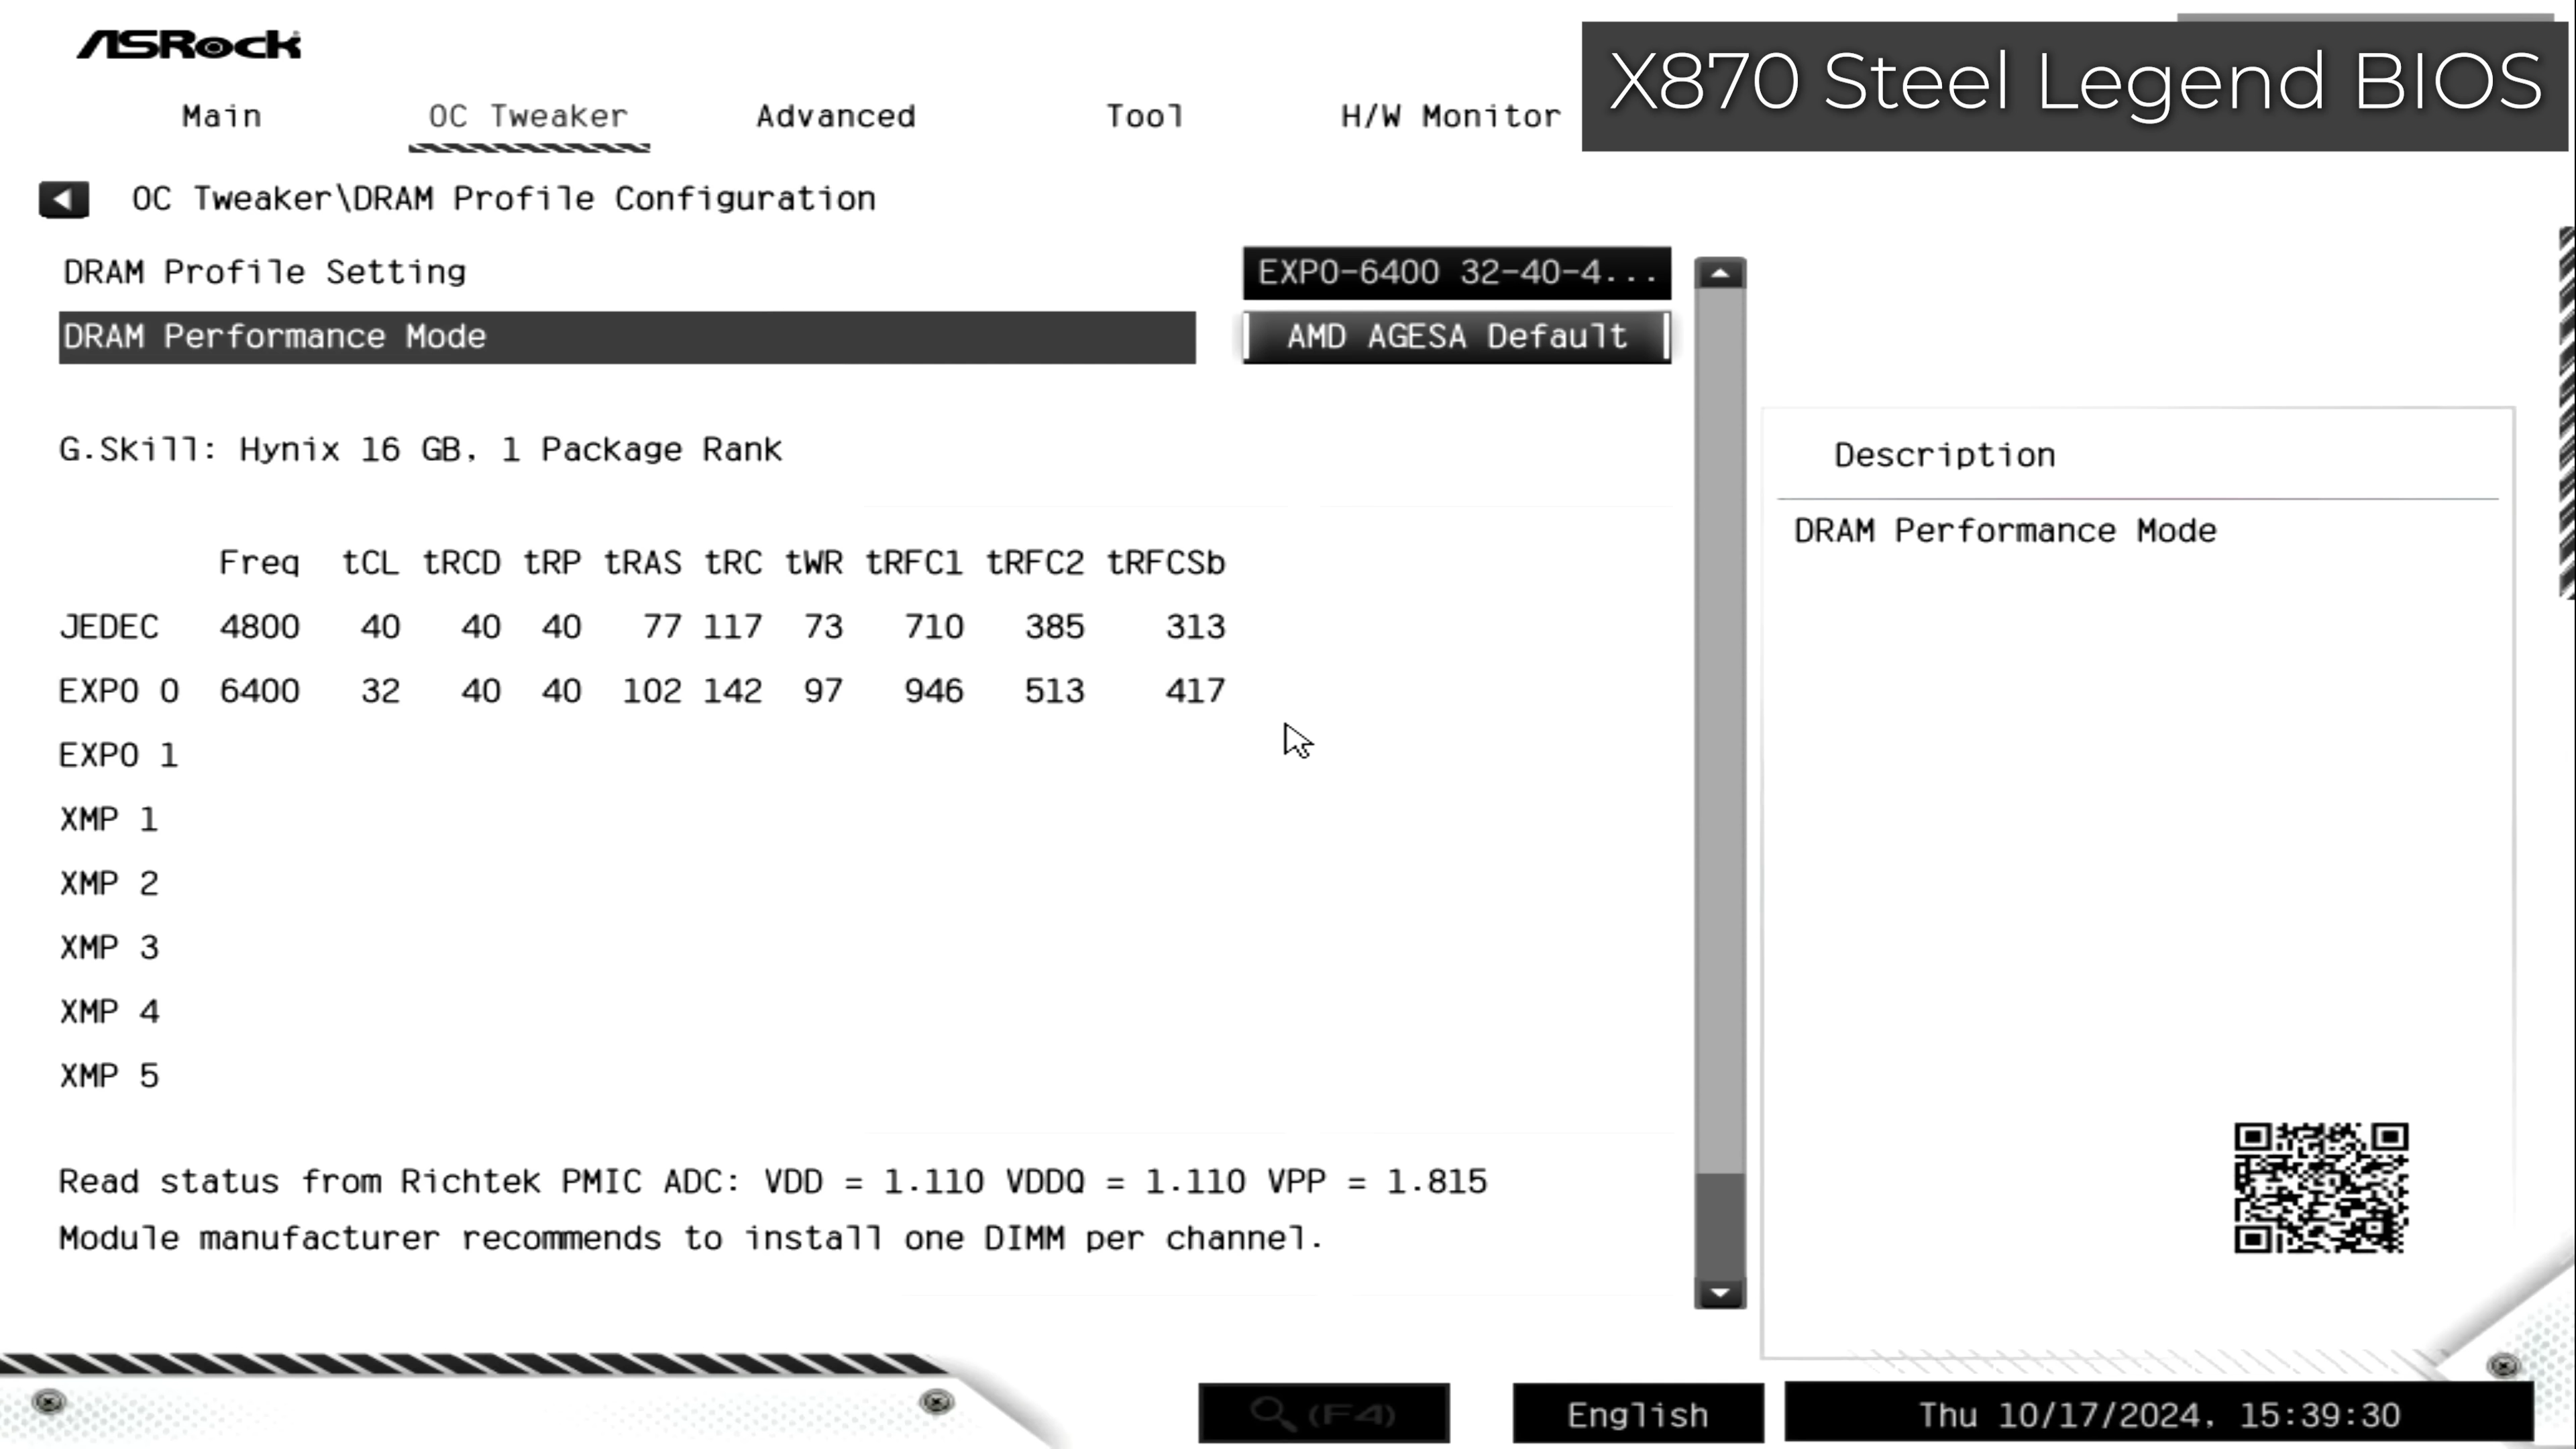 ASRock
X870 Steel Legend BIOS
Main OC Tweaker Advanced Tool H/W Monitor
OC Tweaker\DRAM Profile Configuration
DRAM Profile Setting EXPO-6400 32-40-4...
DRAM Performance Mode AMD AGESA Default
G.Skill: Hynix 16 GB, 1 Package Rank
Description
DRAM Performance Mode
Freq tCL tRCD tRP tRAS tRC tWR tRFC1 tRFC2 tRFCSb
JEDEC 4800 40 40 40 77 117 73 710 385 313
EXPO 0 6400 32 40 40 102 142 97 946 513 417
EXPO 1
XMP 1
XMP 2
XMP 3
XMP 4
XMP 5
Read status from Richtek PMIC ADC: VDD = 1.110 VDDQ = 1.110 VPP = 1.815
Module manufacturer recommends to install one DIMM per channel.
(F4) English Thu 10/17/2024, 15:39:30